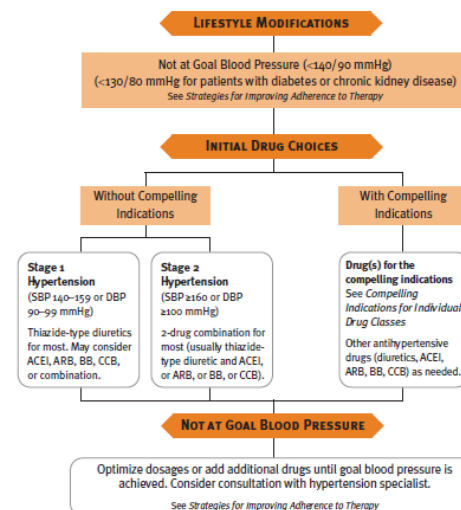 LIFESTYLE MODIFICATIONS
Not at Goal Blood Pressure (<140/90 mmHg)
(<130/80 mmHg for patients with diabetes or chronic kidney disease)
See Strategies for Improving Adherence to Therapy
INITIAL DRUG CHOICES
Without Compelling
Indications
With Compelling
Indications
Stage 1
Hypertension
(SBP 140–159 or DBP
90–99 mmHg)
Thiazide-type diuretics
for most. May consider
ACEI, ARB, BB, CCB,
or combination.
Stage 2
Hypertension
(SBP ≥160 or DBP
≥100 mmHg)
2-drug combination for
most (usually thiazide-
type diuretic and ACEI,
or ARB, or BB, or CCB).
Drug(s) for the
compelling indications
See Compelling
Indications for Individual
Drug Classes
Other antihypertensive
drugs (diuretics, ACEI,
ARB, BB, CCB) as needed.
NOT AT GOAL BLOOD PRESSURE
Optimize dosages or add additional drugs until goal blood pressure is
achieved. Consider consultation with hypertension specialist.
See Strategies for Improving Adherence to Therapy